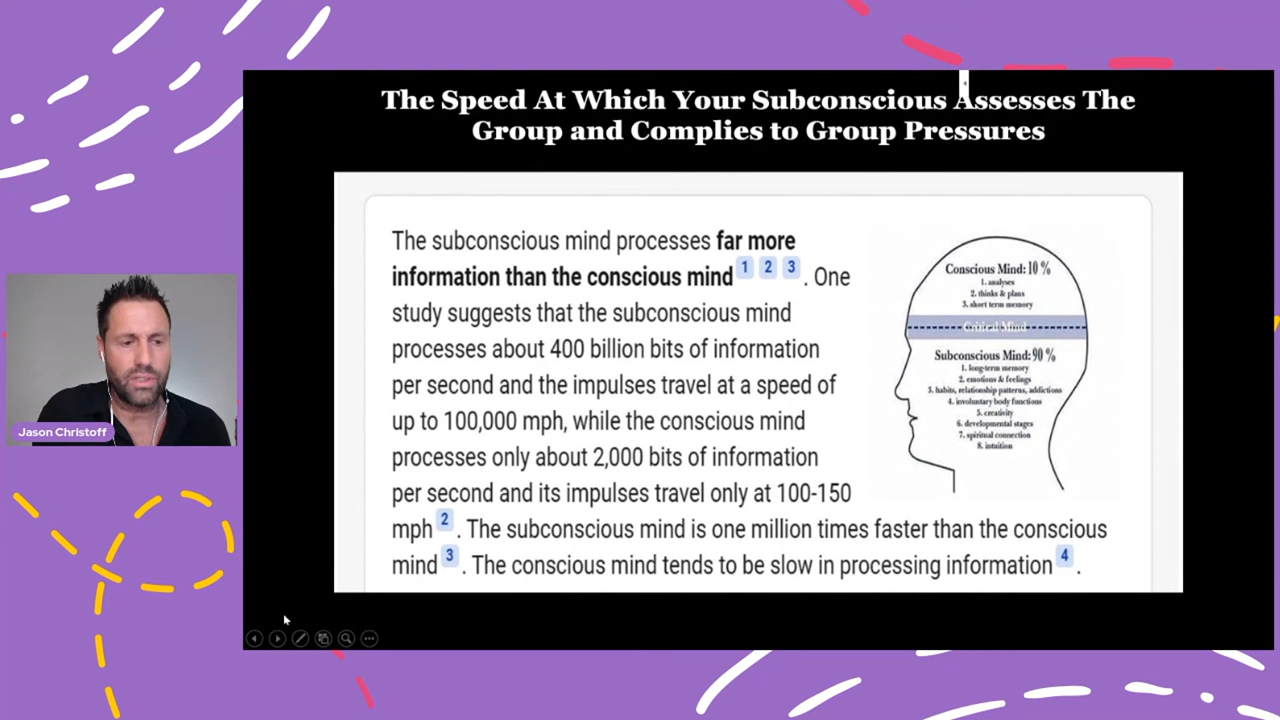 The Speed At Which Your Subconscious Assesses The
Group and Complies to Group Pressures
The subconscious mind processes far more
information than the conscious mind 1 2 3 . One
study suggests that the subconscious mind
processes about 400 billion bits of information
per second and the impulses travel at a speed of
up to 100,000 mph, while the conscious mind
processes only about 2,000 bits of information
per second and its impulses travel only at 100-150
mph 2 . The subconscious mind is one million times faster than the conscious
mind 3 . The conscious mind tends to be slow in processing information 4 .
Conscious Mind: 10 %
1. analyses
2. thinks & plans
3. short term memory
Critical Mind
Subconscious Mind: 90 %
1. long-term memory
2. emotions & feelings
3. habits, relationship patterns, addictions
4. involuntary body functions
5. creativity
6. developmental stages
7. spiritual connection
8. intuition
Jason Christoff